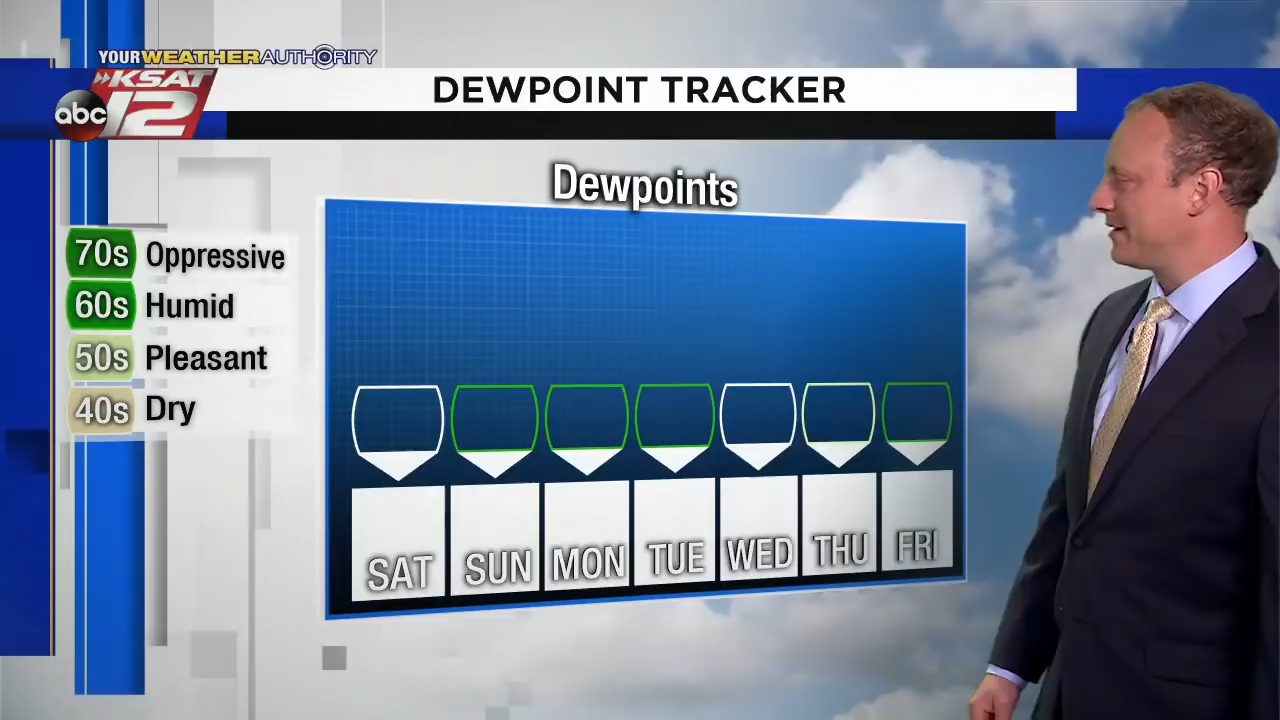 YOURWEATHERAUTHORITY
KSAT
abc 12
DEWPOINT TRACKER
Dewpoints
70s Oppressive
60s Humid
50s Pleasant
40s Dry
SAT SUN MON TUE WED THU FRI